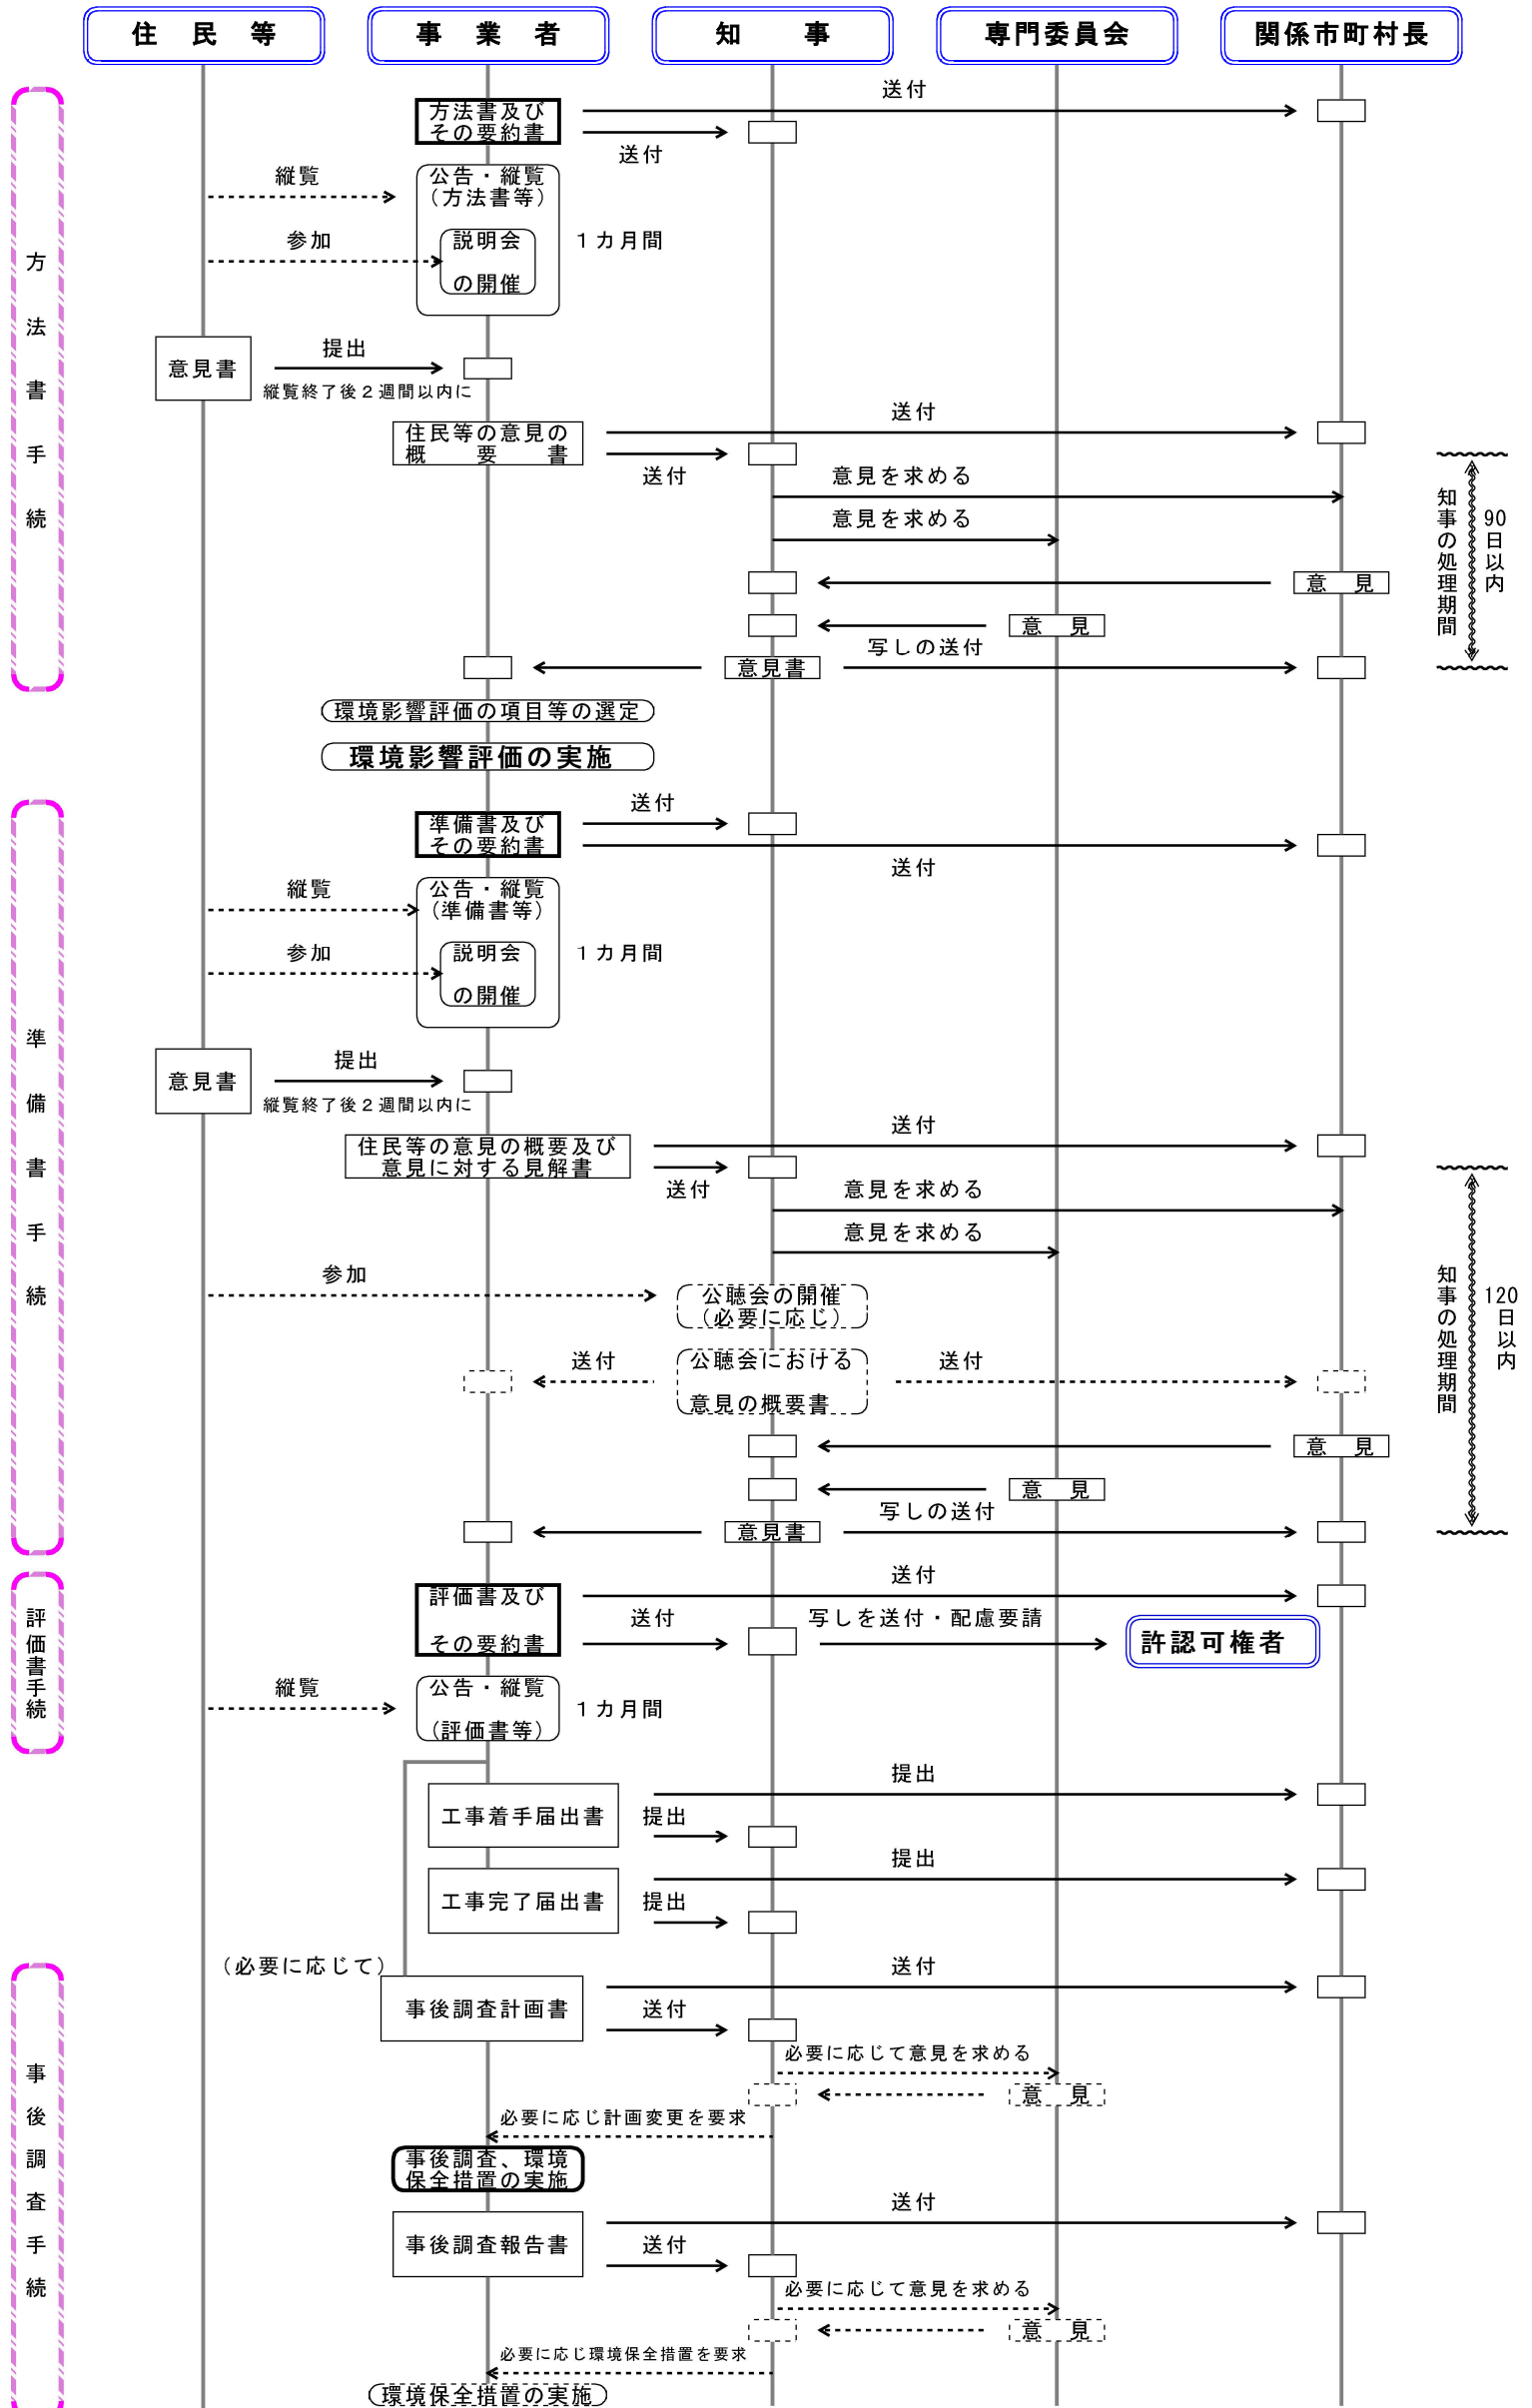 住　民　等
事　業　者
知　　事
専門委員会
関係市町村長
方法書手続
送付
方法書及び
その要約書
送付
縦覧
公告・縦覧
（方法書等）
参加
説明会
の開催
１カ月間
意見書
提出
縦覧終了後２週間以内に
送付
住民等の意見の
概　要　書
送付
意見を求める
意見を求める
知事の処理期間
90日以内
意　見
意　見
写しの送付
意見書
環境影響評価の項目等の選定
環境影響評価の実施
準備書手続
送付
準備書及び
その要約書
送付
縦覧
公告・縦覧
（準備書等）
参加
説明会
の開催
１カ月間
意見書
提出
縦覧終了後２週間以内に
送付
住民等の意見の概要及び
意見に対する見解書
送付
意見を求める
意見を求める
知事の処理期間
120日以内
参加
公聴会の開催
（必要に応じ）
送付
公聴会における
意見の概要書
送付
意　見
意　見
写しの送付
意見書
評価書手続
送付
評価書及び
その要約書
送付
写しを送付・配慮要請
許認可権者
縦覧
公告・縦覧
（評価書等）
１カ月間
提出
工事着手届出書
提出
提出
工事完了届出書
提出
事後調査手続
（必要に応じて）
送付
事後調査計画書
送付
必要に応じて意見を求める
意　見
必要に応じ計画変更を要求
事後調査、環境
保全措置の実施
送付
事後調査報告書
送付
必要に応じて意見を求める
意　見
必要に応じ環境保全措置を要求
環境保全措置の実施